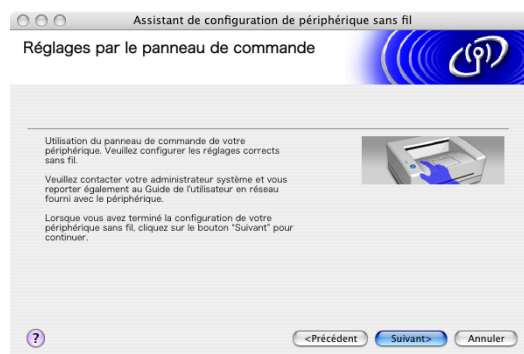 Assistant de configuration de périphérique sans fil
Réglages par le panneau de commande
Utilisation du panneau de commande de votre
périphérique. Veuillez configurer les réglages corrects
sans fil.
Veuillez contacter votre administrateur système et vous
reporter également au Guide de l'utilisateur en réseau
fourni avec le périphérique.
Lorsque vous avez terminé la configuration de votre
périphérique sans fil, cliquez sur le bouton "Suivant" pour
continuer.
?
<Précédent
Suivant>
Annuler